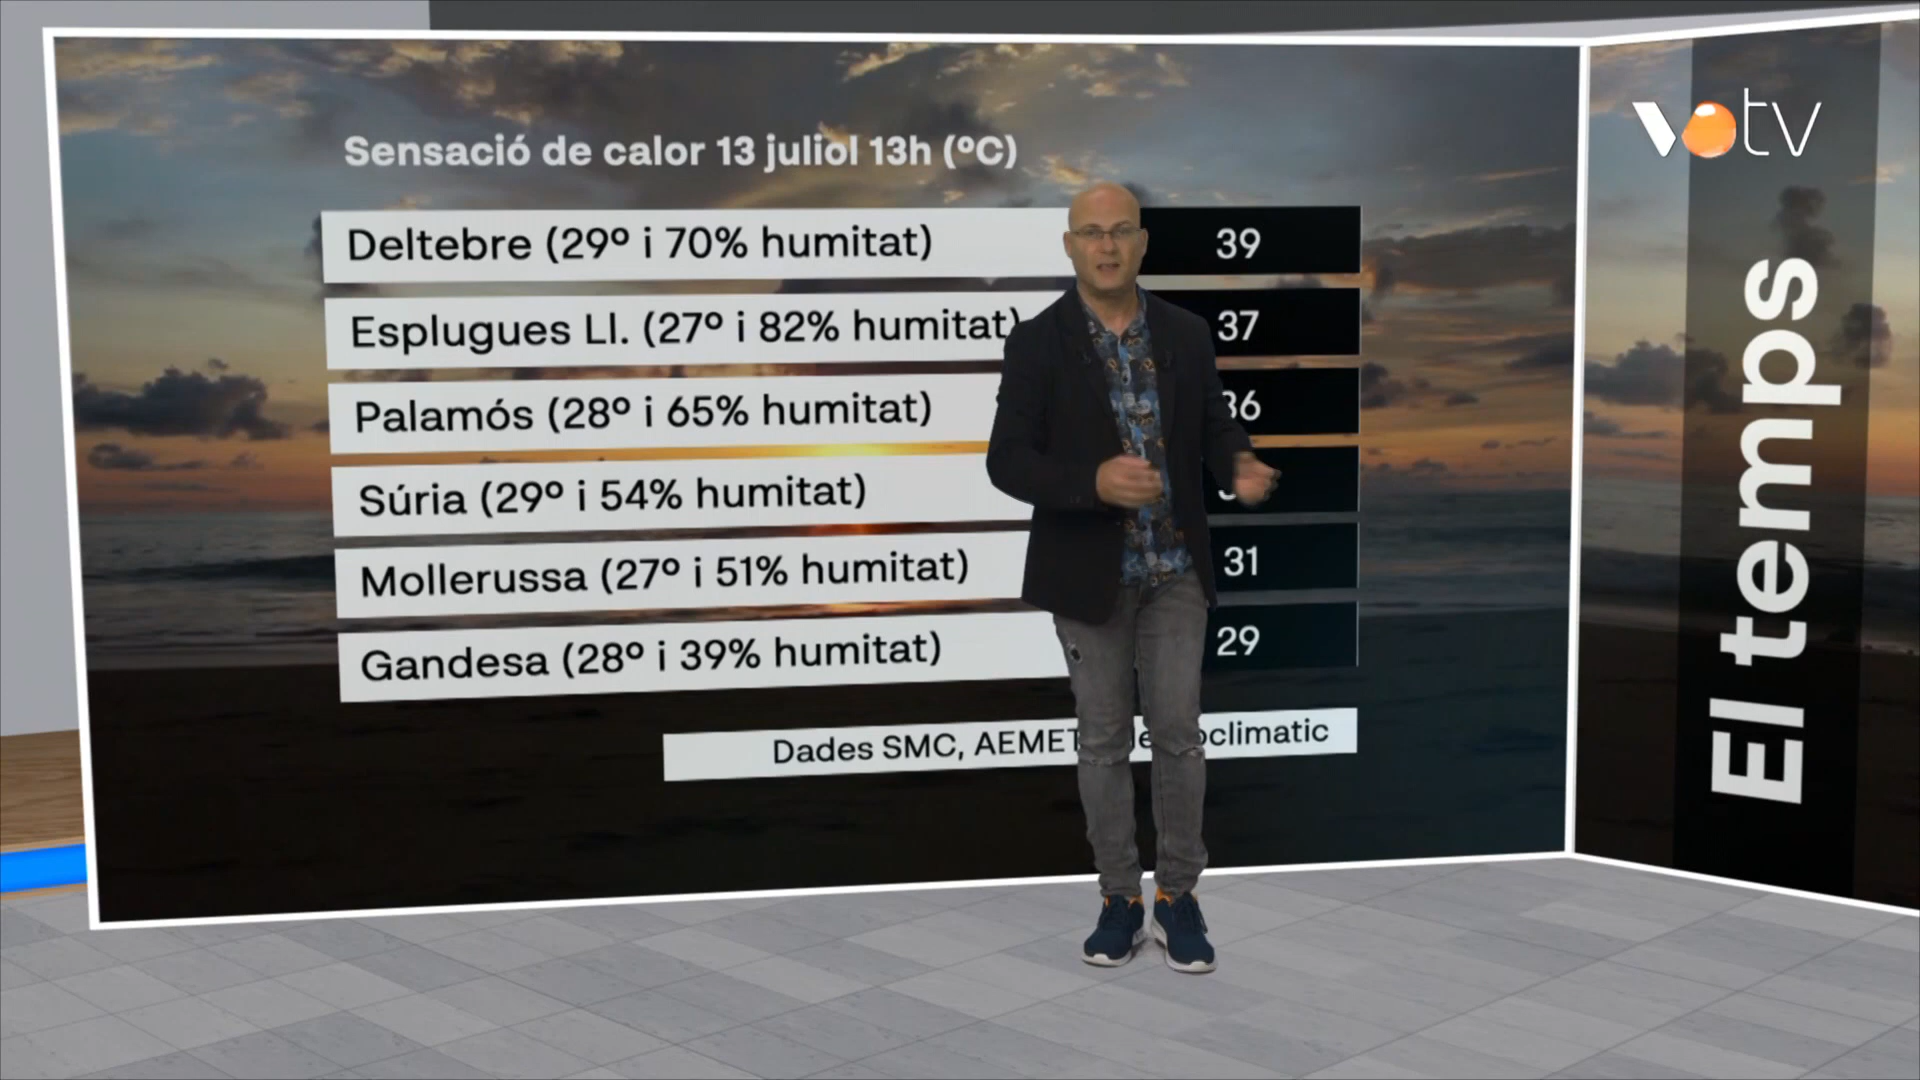 votv
Sensació de calor 13 juliol 13h (ºC)
Deltebre (29º i 70% humitat) 39
Esplugues Ll. (27º i 82% humitat) 37
Palamós (28º i 65% humitat) 36
Súria (29º i 54% humitat)
Mollerussa (27º i 51% humitat) 31
Gandesa (28º i 39% humitat) 29
Dades SMC, AEMET
El temps